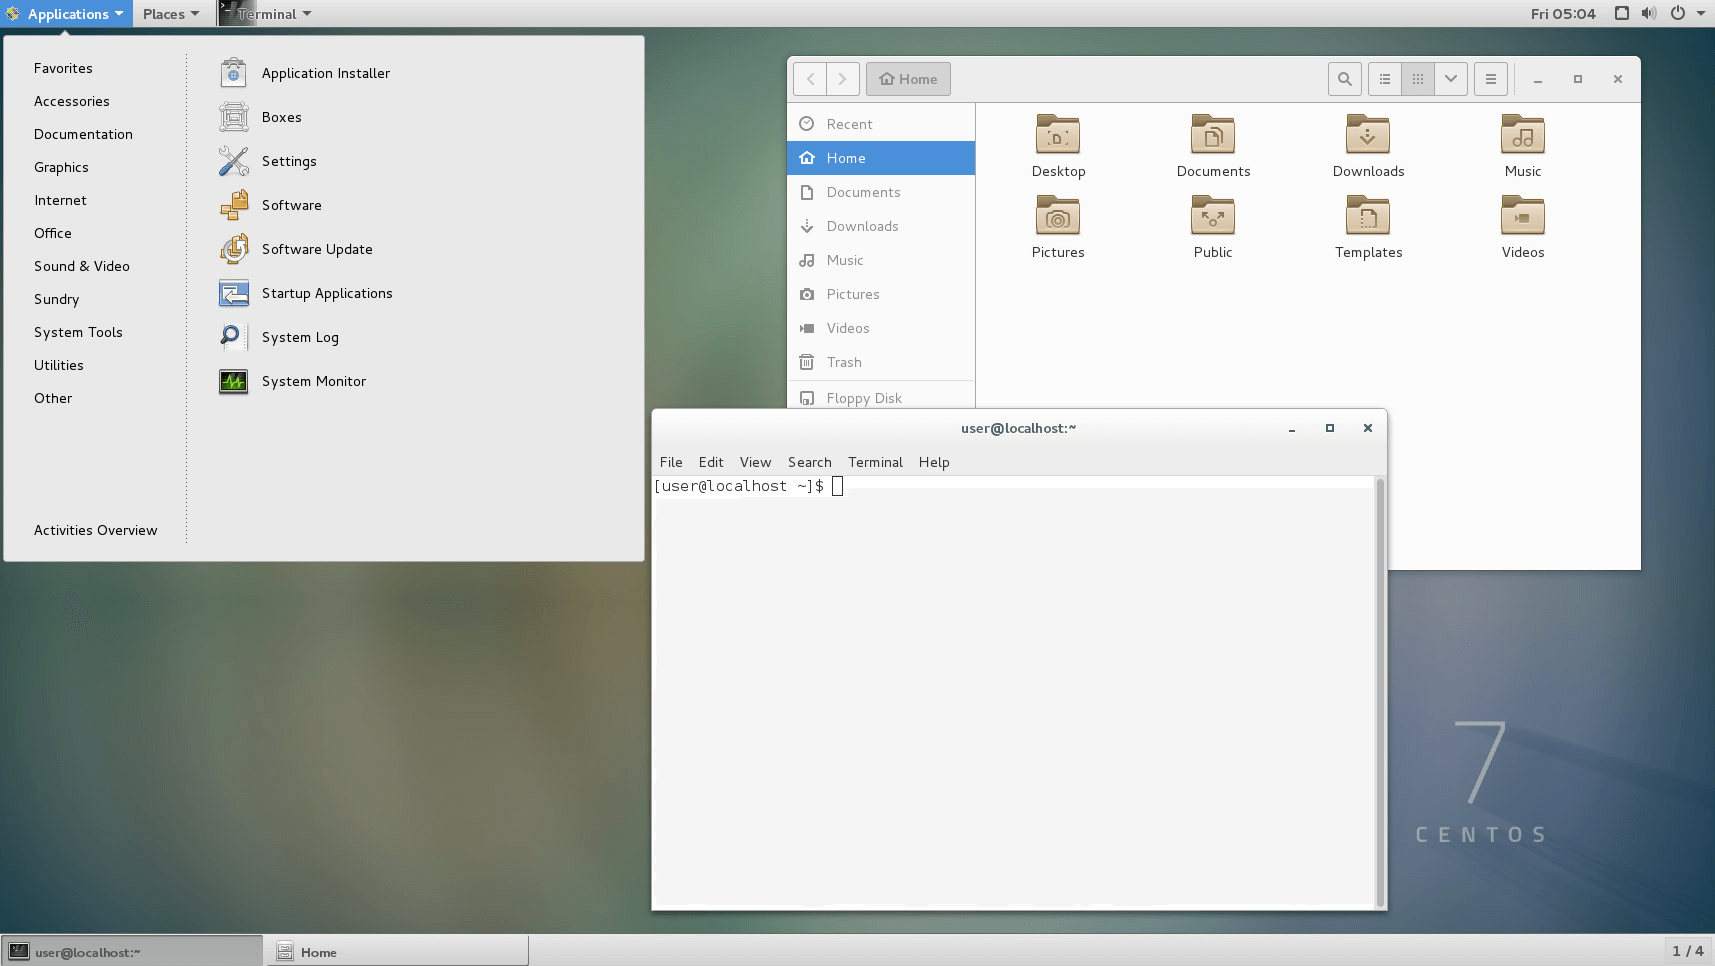 Applications Places Terminal Fri 05:04
Favorites
Accessories
Documentation
Graphics
Internet
Office
Sound & Video
Sundry
System Tools
Utilities
Other
Activities Overview
Application Installer
Boxes
Settings
Software
Software Update
Startup Applications
System Log
System Monitor
Home
Recent
Home
Documents
Downloads
Music
Pictures
Videos
Trash
Floppy Disk
Desktop Documents Downloads Music
Pictures Public Templates Videos
user@localhost:~
File Edit View Search Terminal Help
[user@localhost ~]$
7
CENTOS
user@localhost:~ Home 1 / 4